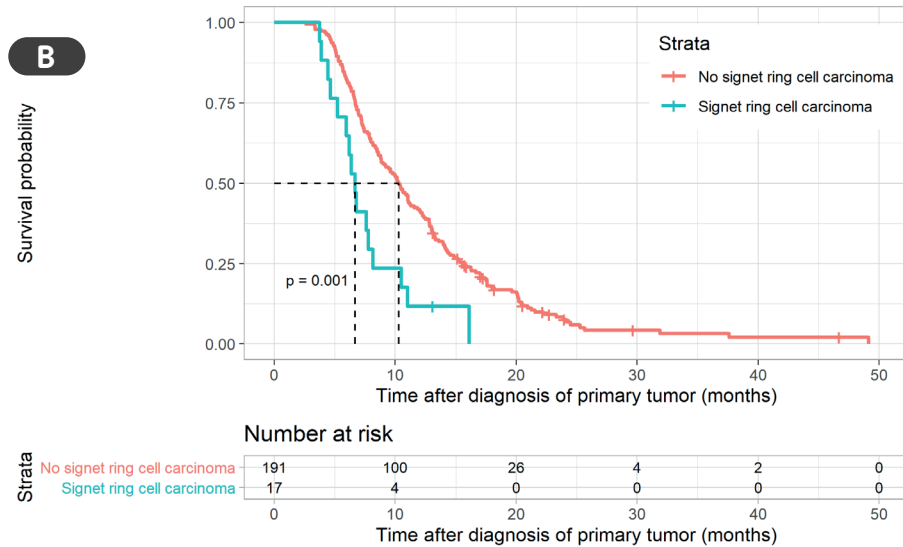 B
Survival probability
1.00
0.75
0.50
0.25
0.00
Strata
No signet ring cell carcinoma
Signet ring cell carcinoma
p = 0.001
0 10 20 30 40 50
Time after diagnosis of primary tumor (months)
Number at risk
Strata
No signet ring cell carcinoma 191 100 26 4 2 0
Signet ring cell carcinoma 17 4 0 0 0 0
0 10 20 30 40 50
Time after diagnosis of primary tumor (months)